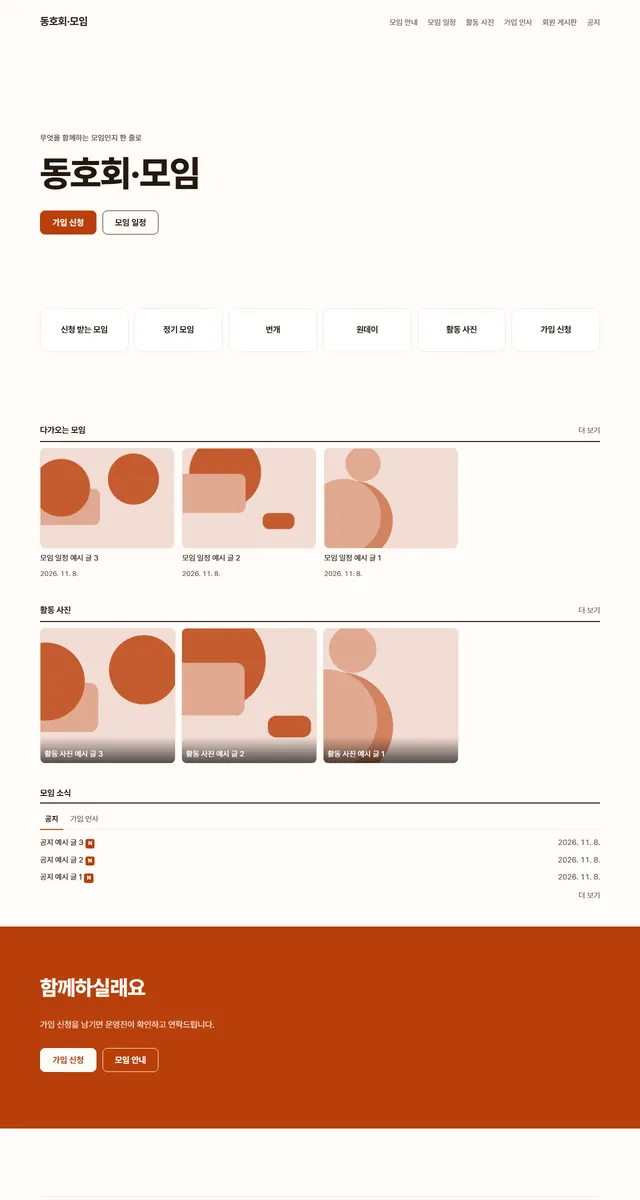 동호회·모임
모임 안내 모임 일정 활동 사진 가입 인사 회원 게시판 공지
무엇을 함께하는 모임인지 한 줄로
동호회·모임
가입 신청 모임 일정
신청 받는 모임 정기 모임 번개 원데이 활동 사진 가입 신청
다가오는 모임 더 보기
모임 일정 예시 글 3 모임 일정 예시 글 2 모임 일정 예시 글 1
2026. 11. 8. 2026. 11. 8. 2026. 11. 8.
활동 사진 더 보기
활동 사진 예시 글 3 활동 사진 예시 글 2 활동 사진 예시 글 1
모임 소식
공지 가입 인사
공지 예시 글 3 N 2026. 11. 8.
공지 예시 글 2 N 2026. 11. 8.
공지 예시 글 1 N 2026. 11. 8.
더 보기
함께하실래요
가입 신청을 남기면 운영진이 확인하고 연락드립니다.
가입 신청 모임 안내